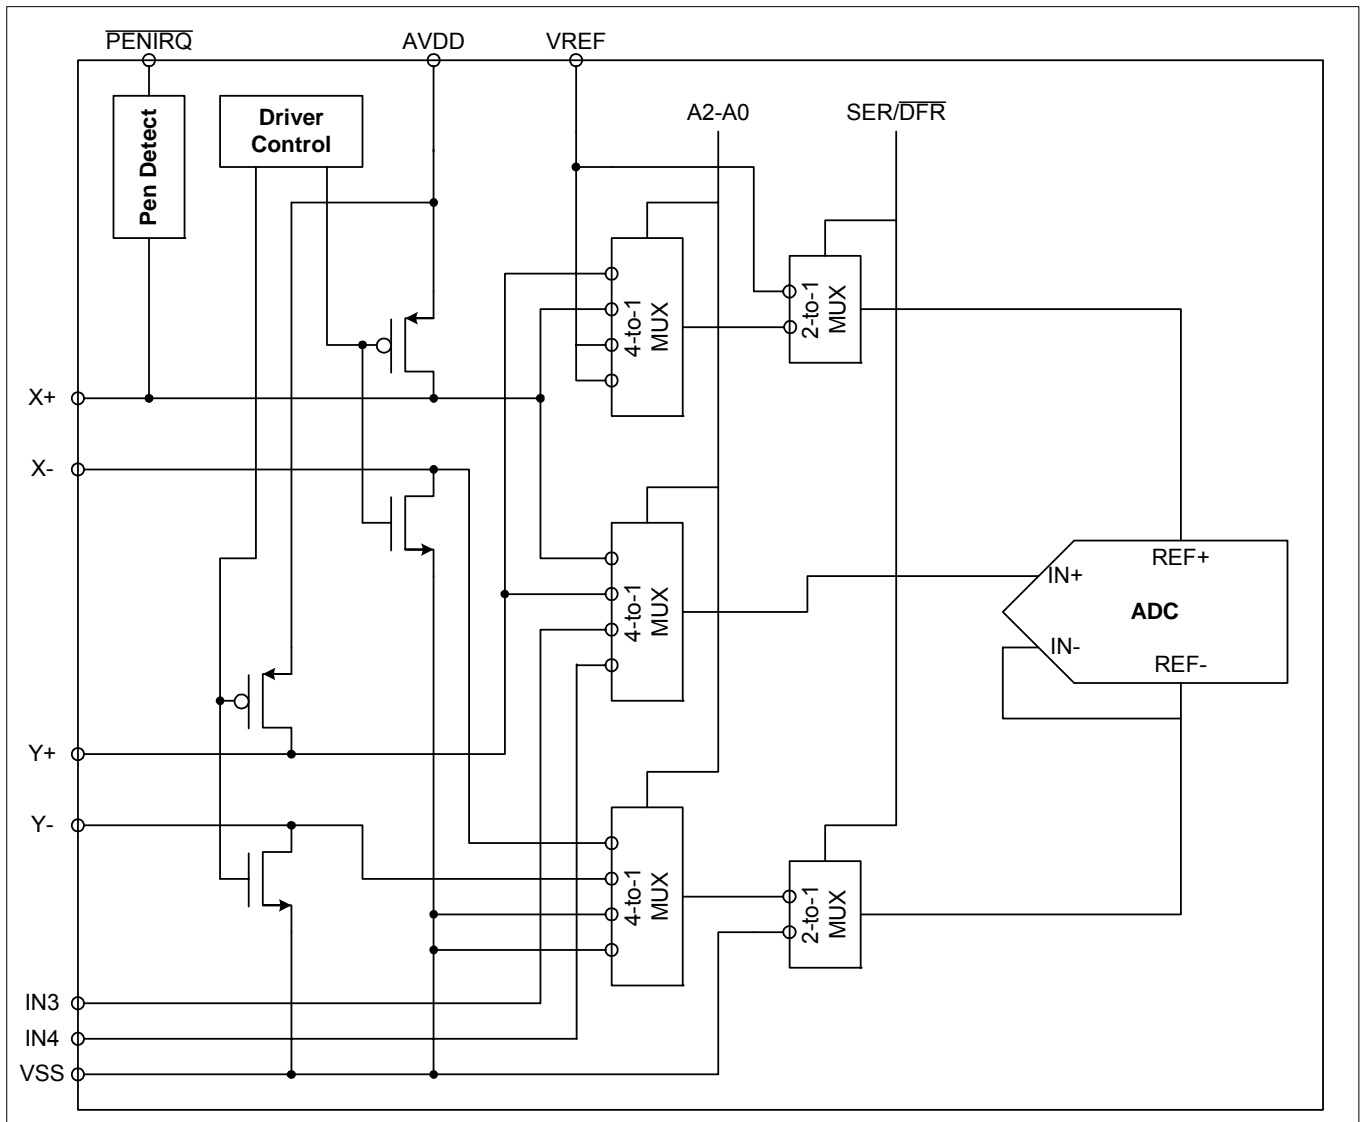 PENIRQ
AVDD
VREF
Pen Detect
Driver
Control
A2-A0
SER/DFR
4-to-1
MUX
2-to-1
MUX
X+
X-
4-to-1
MUX
IN+
REF+
ADC
IN-
REF-
Y+
Y-
4-to-1
MUX
2-to-1
MUX
IN3
IN4
VSS